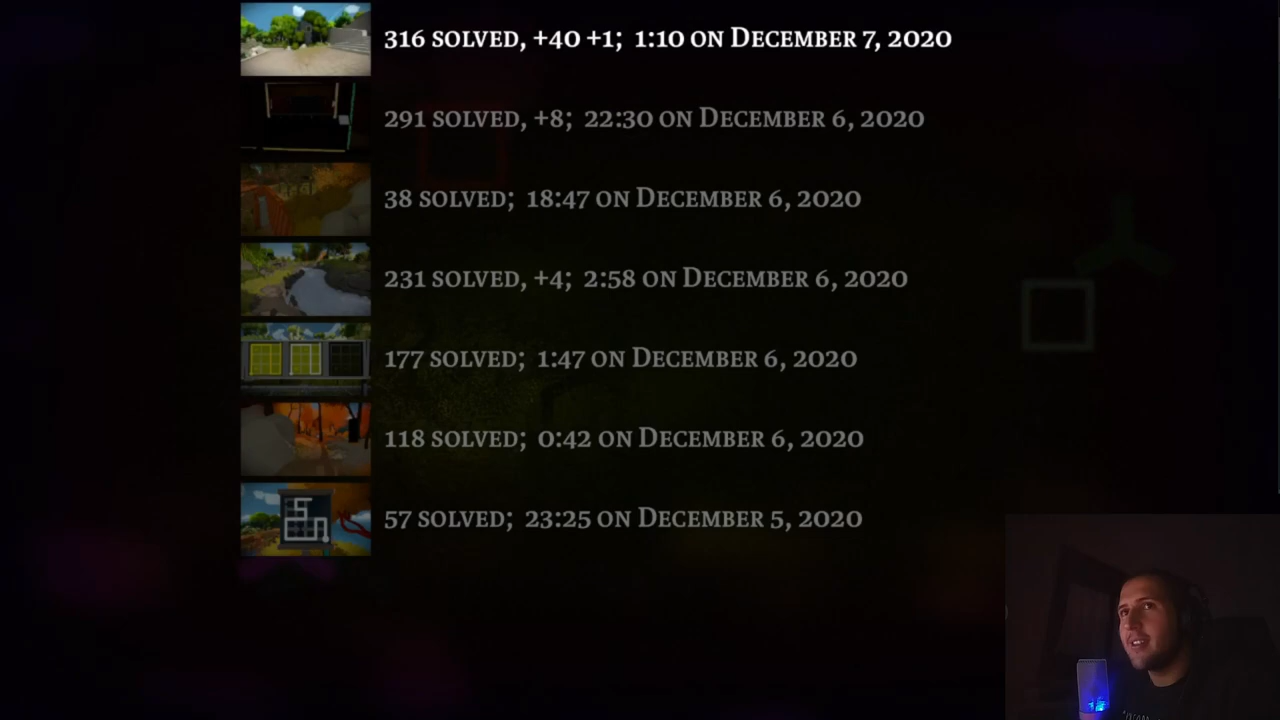 316 SOLVED, +40 +1; 1:10 ON DECEMBER 7, 2020
291 SOLVED, +8; 22:30 ON DECEMBER 6, 2020
38 SOLVED; 18:47 ON DECEMBER 6, 2020
231 SOLVED, +4; 2:58 ON DECEMBER 6, 2020
177 SOLVED; 1:47 ON DECEMBER 6, 2020
118 SOLVED; 0:42 ON DECEMBER 6, 2020
57 SOLVED; 23:25 ON DECEMBER 5, 2020